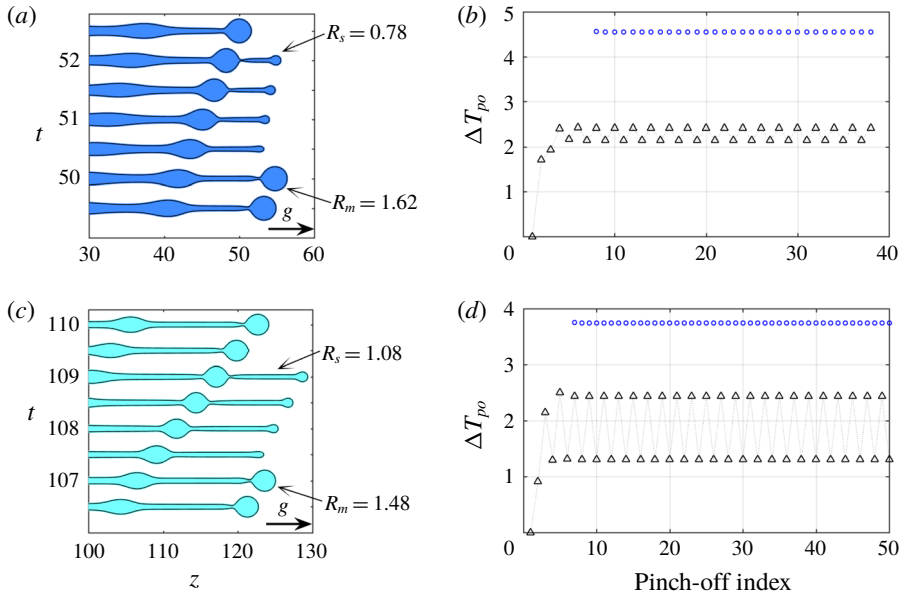 (a)
t
52
51
50
R_s = 0.78
R_m = 1.62
g
30 40 50 60
(b)
ΔT_po
5
4
3
2
1
0 10 20 30 40
(c)
t
110
109
108
107
R_s = 1.08
R_m = 1.48
g
100 110 120 130
z
(d)
ΔT_po
4
3
2
1
0 10 20 30 40 50
Pinch-off index